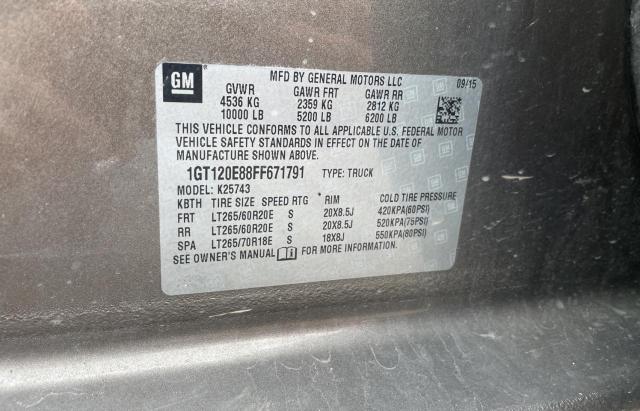 GM
MFD BY GENERAL MOTORS LLC 09/15
GVWR GAWR FRT GAWR RR
4536 KG 2359 KG 2812 KG
10000 LB 5200 LB 6200 LB
THIS VEHICLE CONFORMS TO ALL APPLICABLE U.S. FEDERAL MOTOR
VEHICLE SAFETY STANDARDS IN EFFECT ON THE DATE OF
MANUFACTURE SHOWN ABOVE.
1GT120E88FF671791 TYPE: TRUCK
MODEL: K25743
KBTH TIRE SIZE SPEED RTG RIM COLD TIRE PRESSURE
FRT LT265/60R20E S 20X8.5J 420KPA(60PSI)
RR LT265/60R20E S 20X8.5J 520KPA(75PSI)
SPA LT265/70R18E S 18X8J 550KPA(80PSI)
SEE OWNER'S MANUAL FOR MORE INFORMATION.